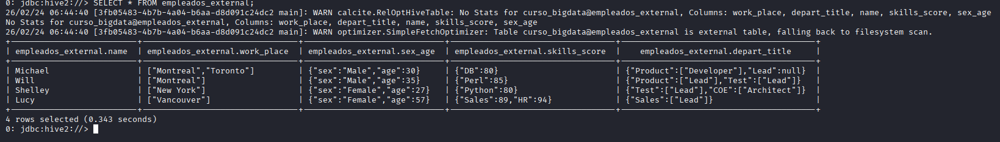 0: jdbc:hive2://> SELECT * FROM empleados_external;
26/02/24 06:44:40 [3fb05483-4b7b-4a04-b6aa-d8d091c24dc2 main]: WARN calcite.RelOptHiveTable: No Stats for curso_bigdata@empleados_external, Columns: work_place, depart_title, name, skills_score, sex_age
No Stats for curso_bigdata@empleados_external, Columns: work_place, depart_title, name, skills_score, sex_age
26/02/24 06:44:40 [3fb05483-4b7b-4a04-b6aa-d8d091c24dc2 main]: WARN optimizer.SimpleFetchOptimizer: Table curso_bigdata@empleados_external is external table, falling back to filesystem scan.
| empleados_external.name | empleados_external.work_place | empleados_external.sex_age | empleados_external.skills_score | empleados_external.depart_title |
| Michael | ["Montreal","Toronto"] | {"sex":"Male","age":30} | {"DB":80} | {"Product":["Developer"],"Lead":null} |
| Will | ["Montreal"] | {"sex":"Male","age":35} | {"Perl":85} | {"Product":["Lead"],"Test":["Lead"]} |
| Shelley | ["New York"] | {"sex":"Female","age":27} | {"Python":80} | {"Test":["Lead"],"COE":["Architect"]} |
| Lucy | ["Vancouver"] | {"sex":"Female","age":57} | {"Sales":89,"HR":94} | {"Sales":["Lead"]} |
4 rows selected (0.343 seconds)
0: jdbc:hive2://>